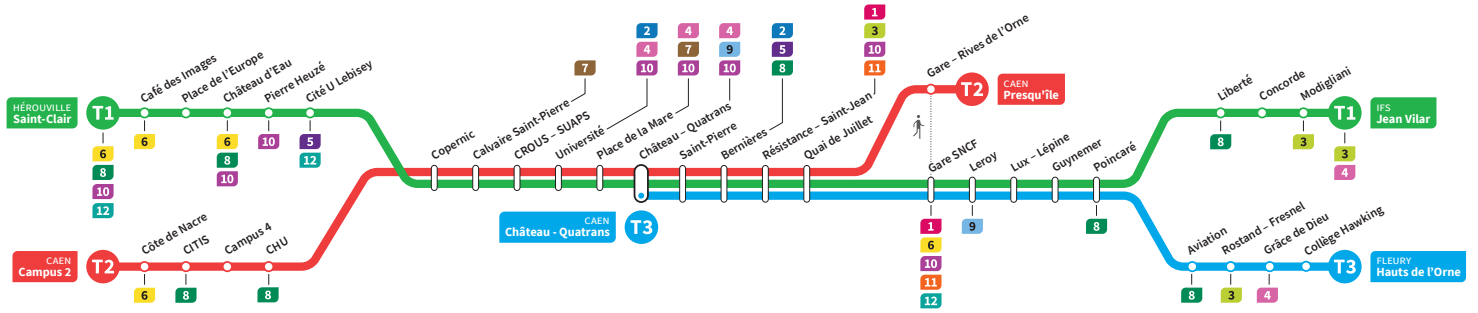 HÉROUVILLE
Saint-Clair
T1
6
8
10
12
Café des Images
6
Place de l'Europe
Château d'Eau
6
8
10
Pierre Heuzé
10
Cité U Lebisey
5
12
CAEN
Campus 2
T2
Côte de Nacre
6
CITIS
8
Campus 4
CHU
8
Copernic
Calvaire Saint-Pierre
7
CROUS – SUAPS
Université
2
4
10
Place de la Mare
4
7
10
Château – Quatrans
4
9
10
CAEN
Château - Quatrans
T3
Saint-Pierre
Bernières
2
5
8
Résistance – Saint-Jean
1
3
10
11
Quai de Juillet
Gare – Rives de l'Orne
T2
CAEN
Presqu'île
Gare SNCF
1
6
10
11
12
Leroy
9
Lux – Lépine
Guynemer
Poincaré
8
Liberté
8
Concorde
Modigliani
3
T1
3
4
IFS
Jean Vilar
Aviation
8
Rostand – Fresnel
3
Grâce de Dieu
4
Collège Hawking
T3
FLEURY
Hauts de l'Orne